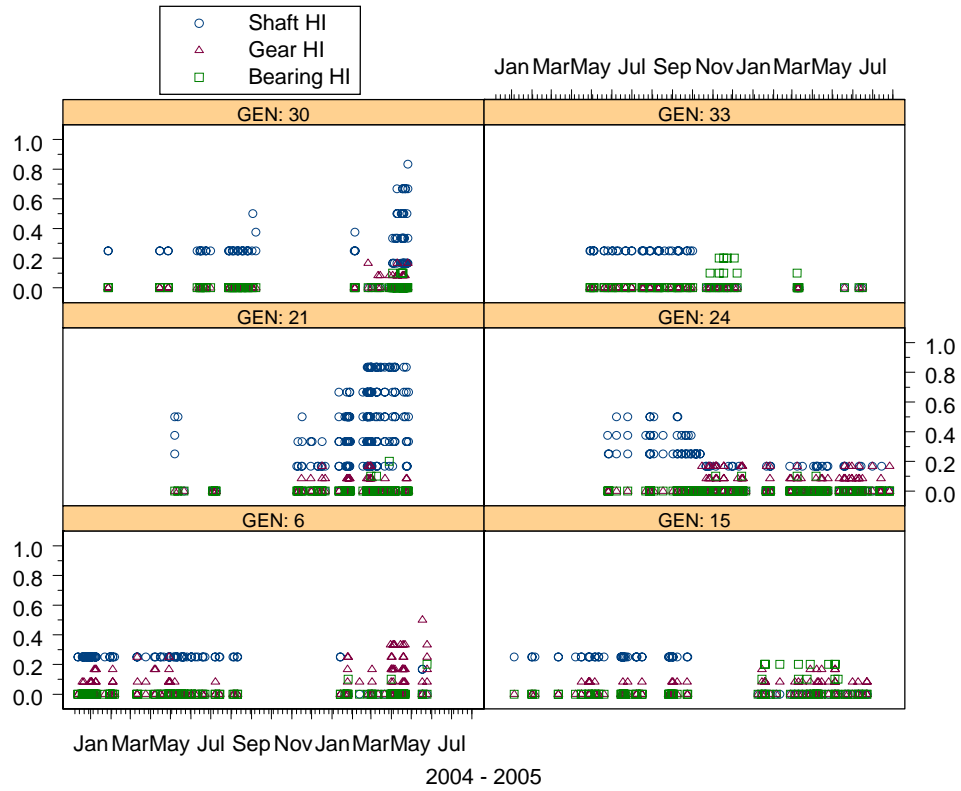 Shaft HI
Gear HI
Bearing HI
Jan Mar May Jul Sep Nov Jan Mar May Jul
GEN: 30 GEN: 33
1.0
0.8
0.6
0.4
0.2
0.0
GEN: 21 GEN: 24
1.0
0.8
0.6
0.4
0.2
0.0
GEN: 6 GEN: 15
1.0
0.8
0.6
0.4
0.2
0.0
Jan Mar May Jul Sep Nov Jan Mar May Jul
2004 - 2005